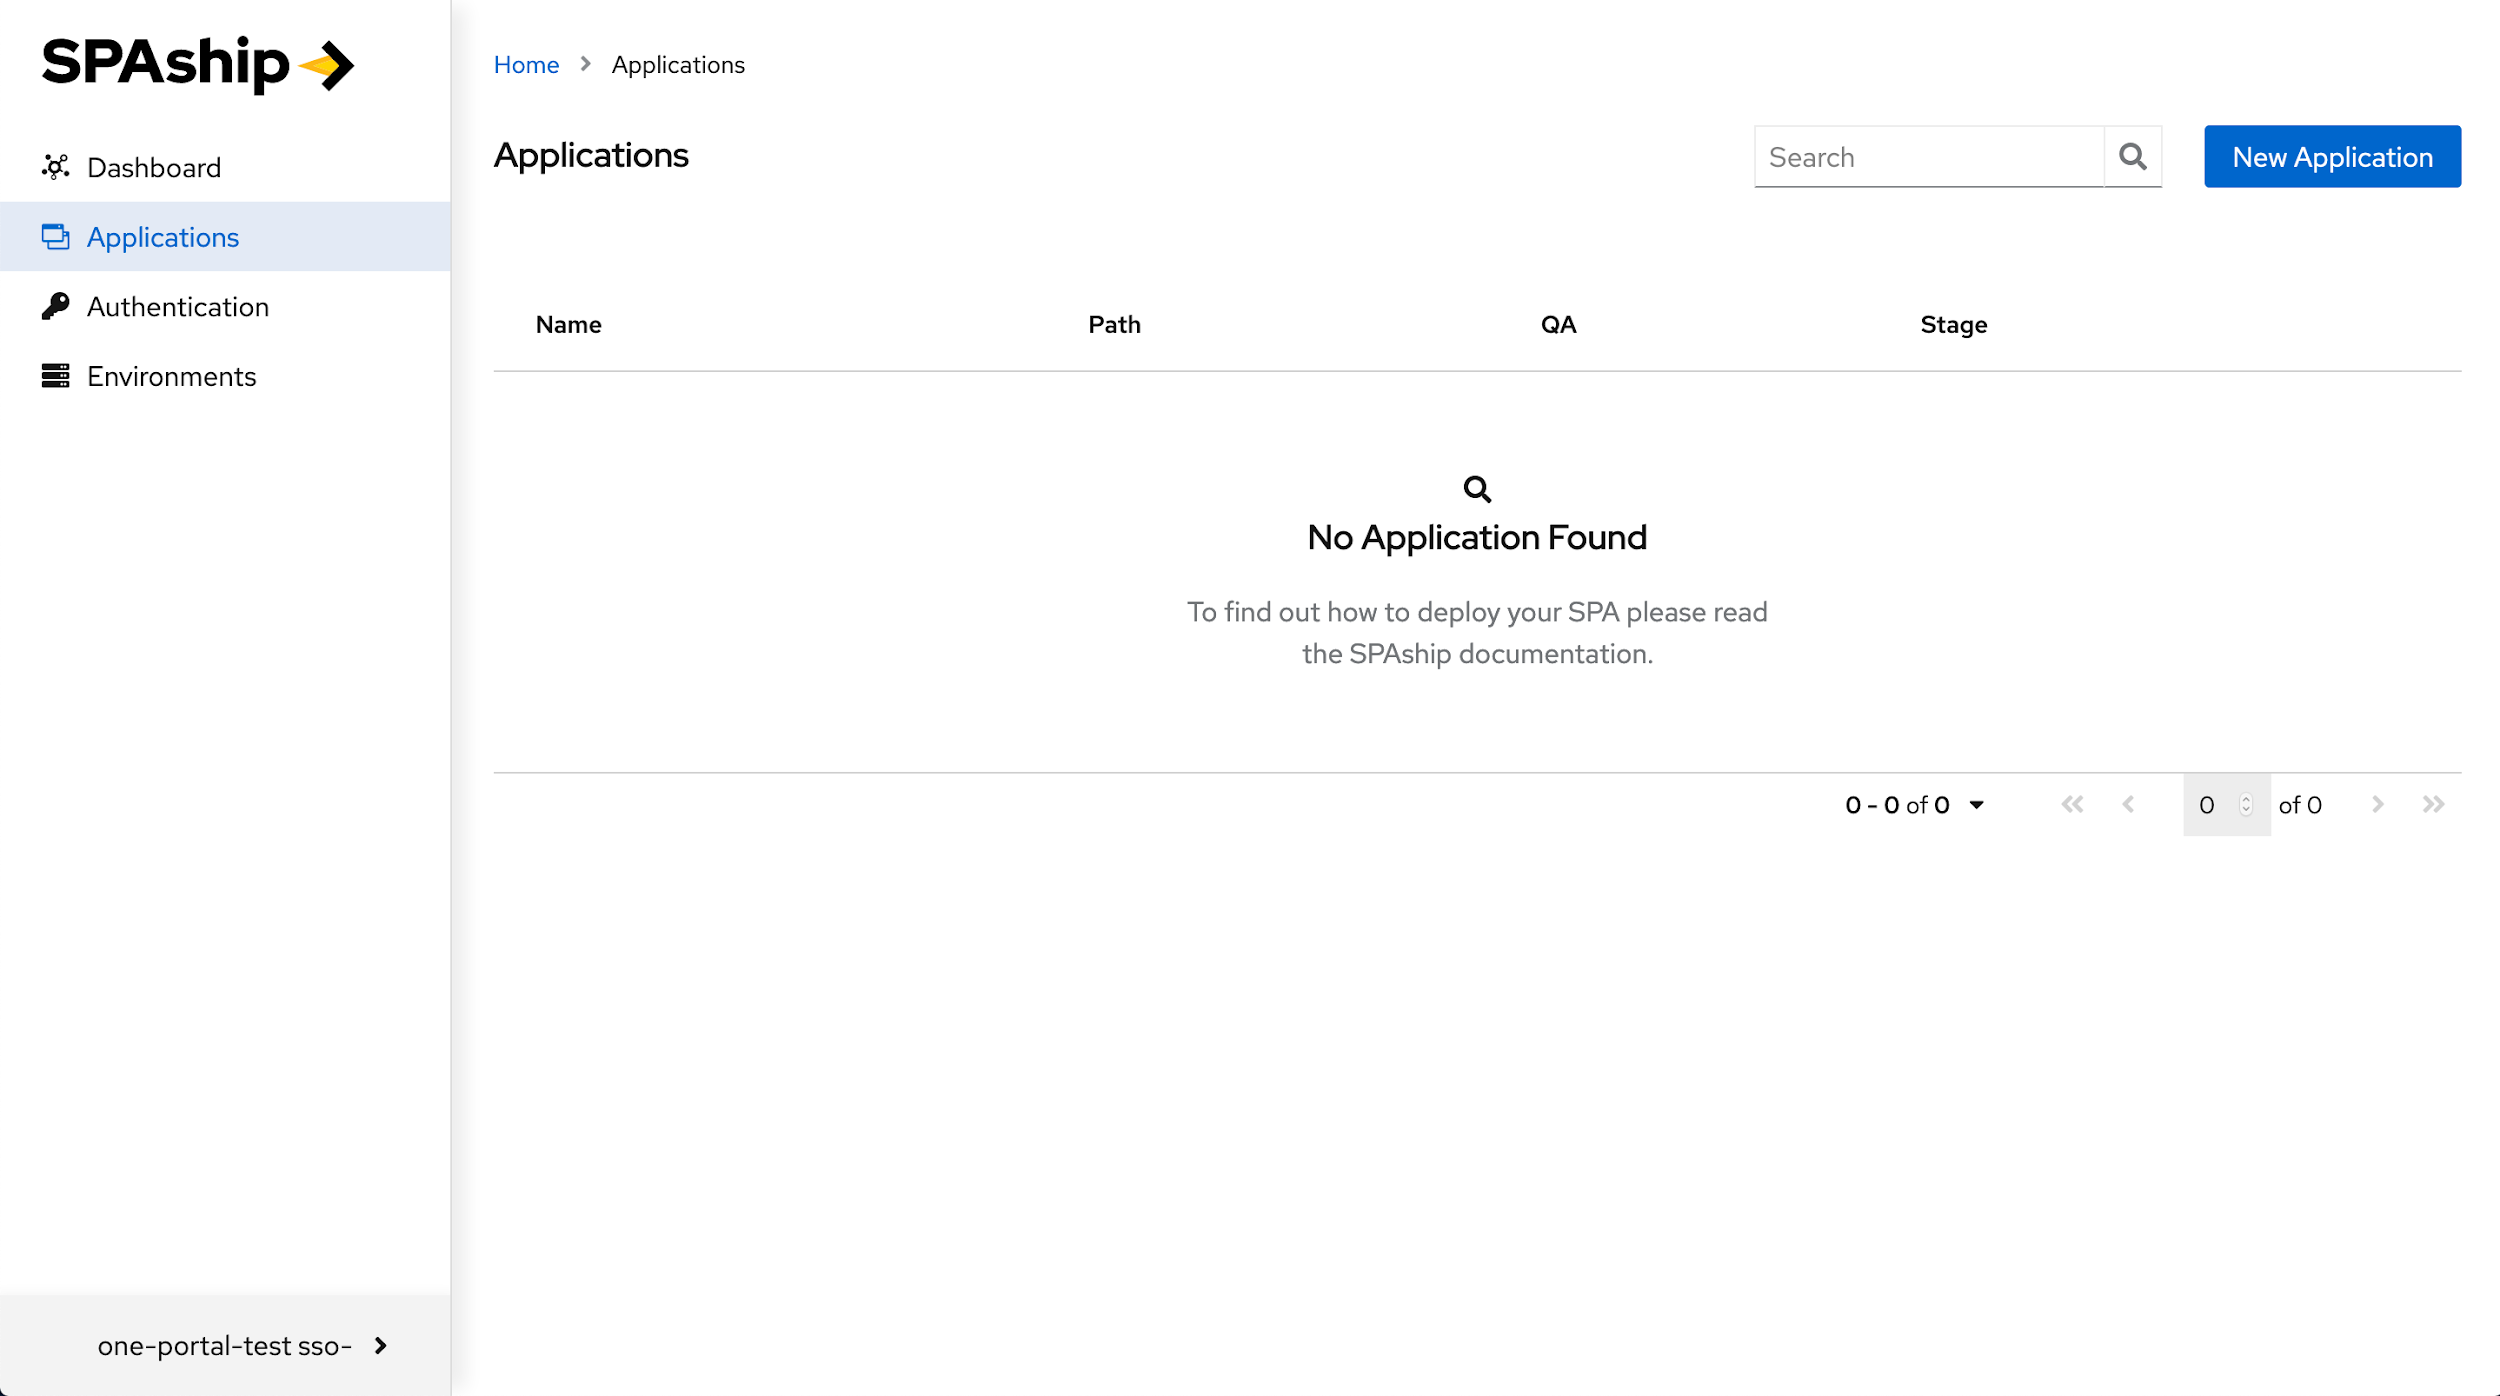 SPAship
Dashboard
Applications
Authentication
Environments
one-portal-test sso-
Home > Applications
Applications
Search
New Application
Name Path QA Stage
No Application Found
To find out how to deploy your SPA please read
the SPAship documentation.
0 - 0 of 0 0 of 0